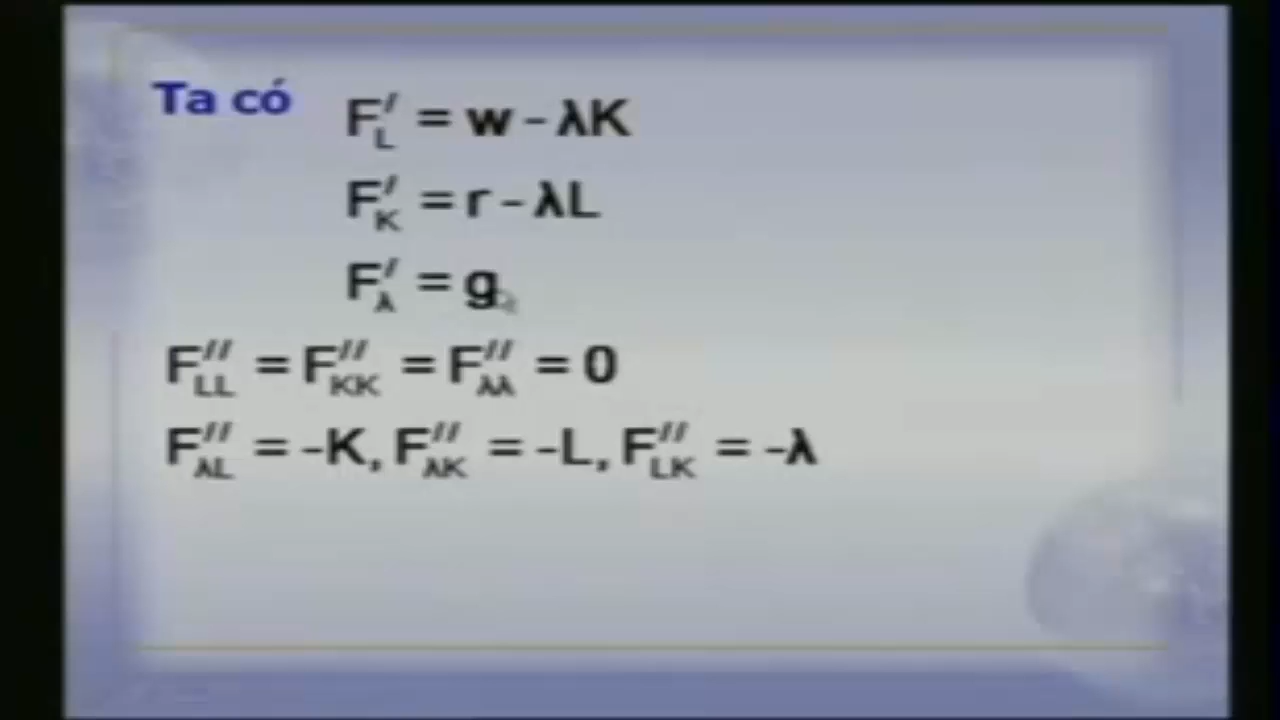 Ta có F′_L = w - λK
F′_K = r - λL
F′_λ = g
F″_LL = F″_KK = F″_λλ = 0
F″_λL = -K, F″_λK = -L, F″_LK = -λ